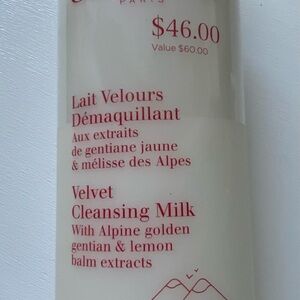 PARIS
$46.00
Value $60.00
Lait Velours
Démaquillant
Aux extraits
de gentiane jaune
& mélisse des Alpes
Velvet
Cleansing Milk
With Alpine golden
gentian & lemon
balm extracts